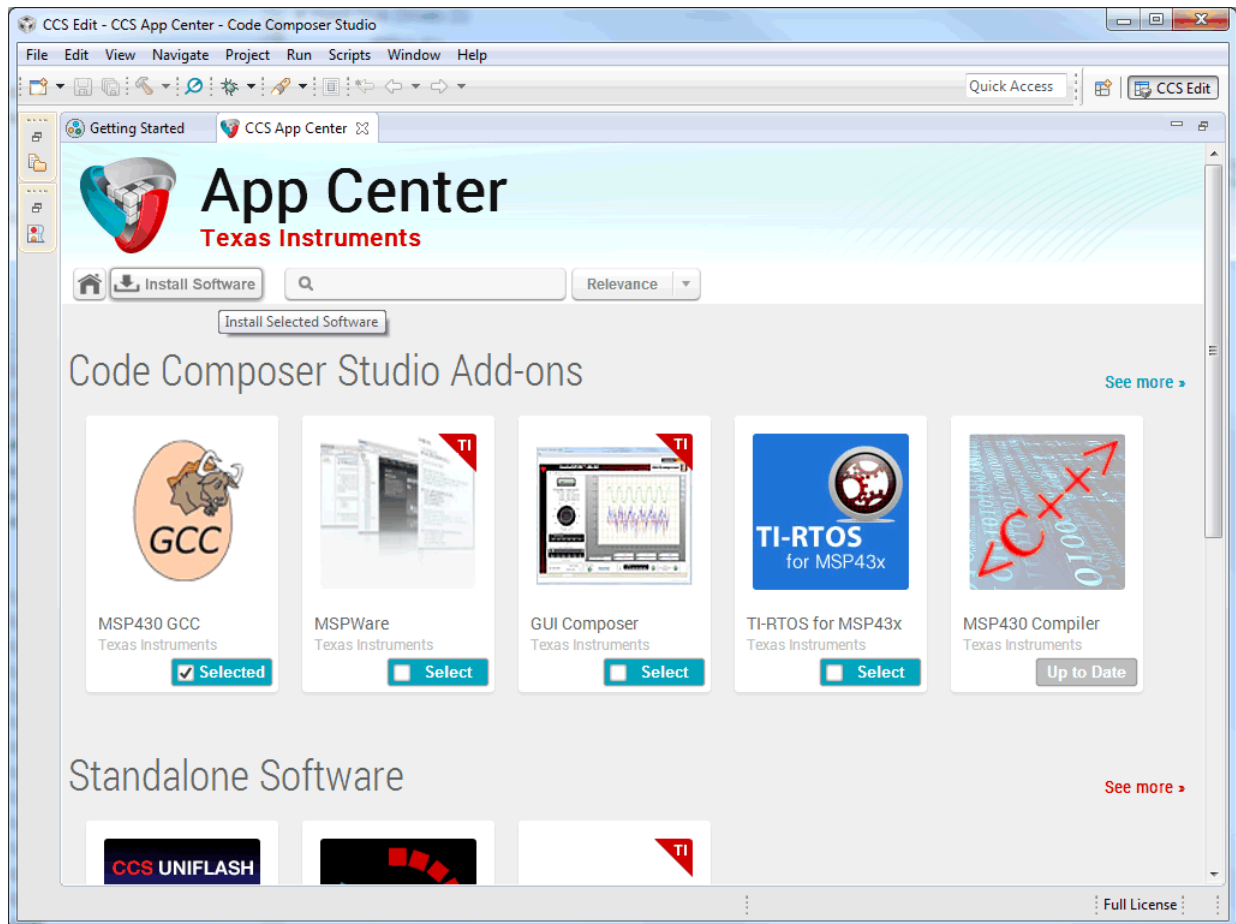 CCS Edit - CCS App Center - Code Composer Studio
File Edit View Navigate Project Run Scripts Window Help
Quick Access
CCS Edit
Getting Started
CCS App Center
App Center
Texas Instruments
Install Software
Relevance
Install Selected Software
Code Composer Studio Add-ons
See more »
GCC
TI
TI
TI-RTOS
for MSP43x
<C++>
MSP430 GCC
MSPWare
GUI Composer
TI-RTOS for MSP43x
MSP430 Compiler
Texas Instruments
Texas Instruments
Texas Instruments
Texas Instruments
Texas Instruments
Selected
Select
Select
Select
Up to Date
Standalone Software
See more »
CCS UNIFLASH
TI
Full License